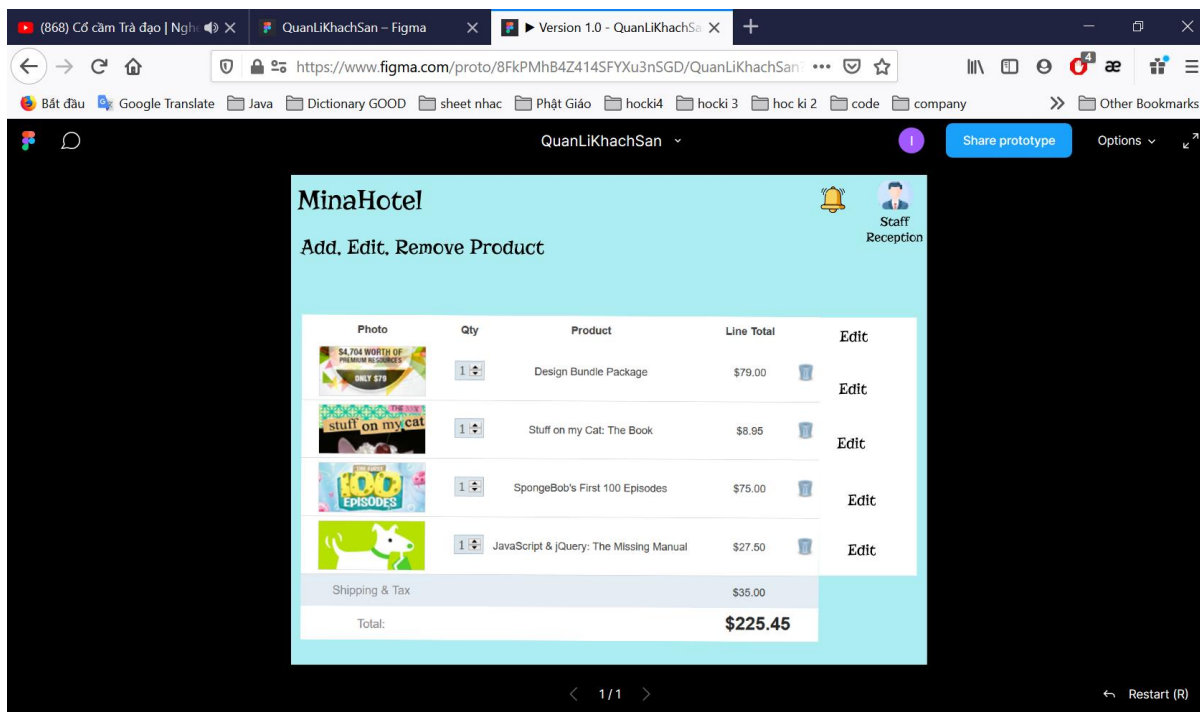 (868) Cổ cầm Trà đạo | Ngh
QuanLiKhachSan – Figma
Version 1.0 - QuanLiKhachSa
https://www.figma.com/proto/8FkPMhB4Z414SFYXu3nSGD/QuanLiKhachSan
4
Bắt đầu Google Translate Java Dictionary GOOD sheet nhac Phật Giáo hocki4 hocki 3 hoc ki 2 code company Other Bookmarks
QuanLiKhachSan
I
Share prototype
Options
MinaHotel
Staff
Reception
Add, Edit, Remove Product
Photo Qty Product Line Total Edit
$4,704 WORTH OF
PREMIUM RESOURCES
ONLY $79
1 Design Bundle Package $79.00 Edit
stuff on my cat
1 Stuff on my Cat: The Book $8.95 Edit
100
EPISODES
1 SpongeBob's First 100 Episodes $75.00 Edit
1 JavaScript & jQuery: The Missing Manual $27.50 Edit
Shipping & Tax $35.00
Total: $225.45
1 / 1
Restart (R)